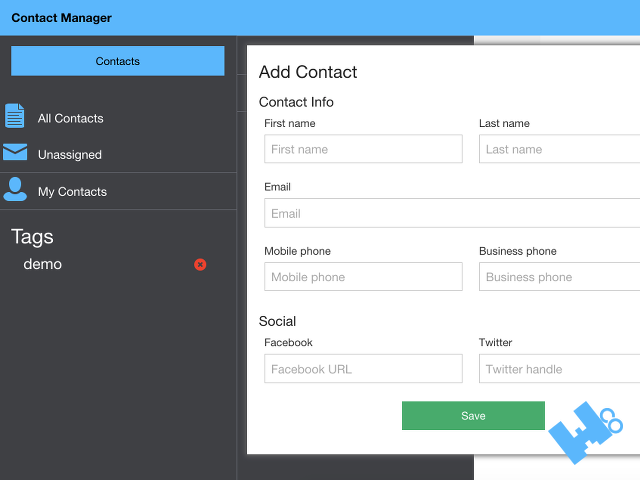 Contact Manager
Contacts
All Contacts
Unassigned
My Contacts
Tags
demo
Add Contact
Contact Info
First name
Last name
First name
Last name
Email
Email
Mobile phone
Business phone
Mobile phone
Business phone
Social
Facebook
Twitter
Facebook URL
Twitter handle
Save